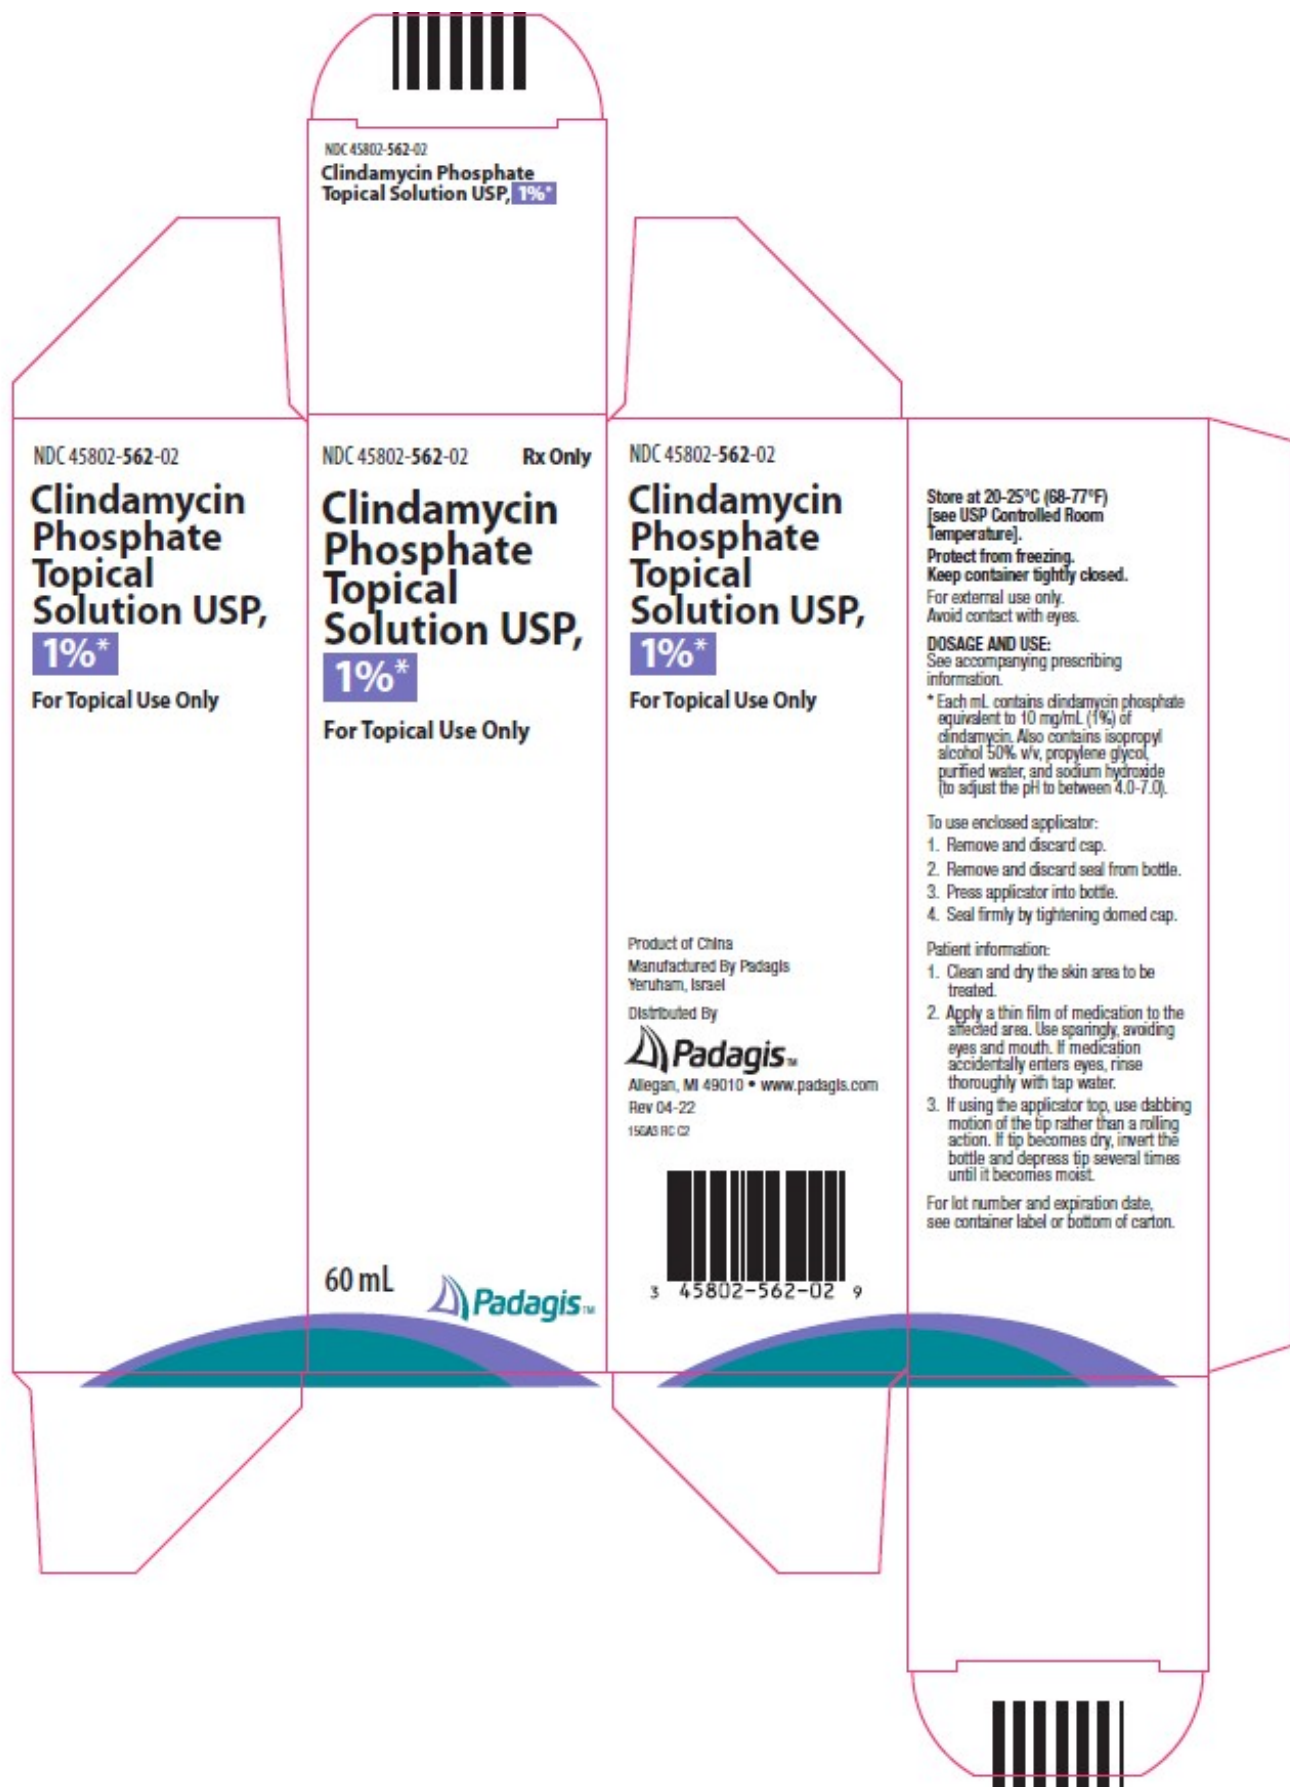 NDC 45802-562-02
Clindamycin Phosphate
Topical Solution USP, 1%*
NDC 45802-562-02
Clindamycin
Phosphate
Topical
Solution USP,
1%*
For Topical Use Only
NDC 45802-562-02 Rx Only
Clindamycin
Phosphate
Topical
Solution USP,
1%*
For Topical Use Only
60 mL
Padagis™
NDC 45802-562-02
Clindamycin
Phosphate
Topical
Solution USP,
1%*
For Topical Use Only
Product of China
Manufactured By Padagis
Yeruham, Israel
Distributed By
Padagis™
Allegan, MI 49010 • www.padagis.com
Rev 04-22
15GA3 RC C2
3 45802-562-02 9
Store at 20-25°C (68-77°F)
[see USP Controlled Room
Temperature].
Protect from freezing.
Keep container tightly closed.
For external use only.
Avoid contact with eyes.
DOSAGE AND USE:
See accompanying prescribing
information.
* Each mL contains clindamycin phosphate
equivalent to 10 mg/mL (1%) of
clindamycin. Also contains isopropyl
alcohol 50% v/v, propylene glycol,
purified water, and sodium hydroxide
(to adjust the pH to between 4.0-7.0).
To use enclosed applicator:
1. Remove and discard cap.
2. Remove and discard seal from bottle.
3. Press applicator into bottle.
4. Seal firmly by tightening domed cap.
Patient information:
1. Clean and dry the skin area to be
treated.
2. Apply a thin film of medication to the
affected area. Use sparingly, avoiding
eyes and mouth. If medication
accidentally enters eyes, rinse
thoroughly with tap water.
3. If using the applicator top, use dabbing
motion of the tip rather than a rolling
action. If tip becomes dry, invert the
bottle and depress tip several times
until it becomes moist.
For lot number and expiration date,
see container label or bottom of carton.